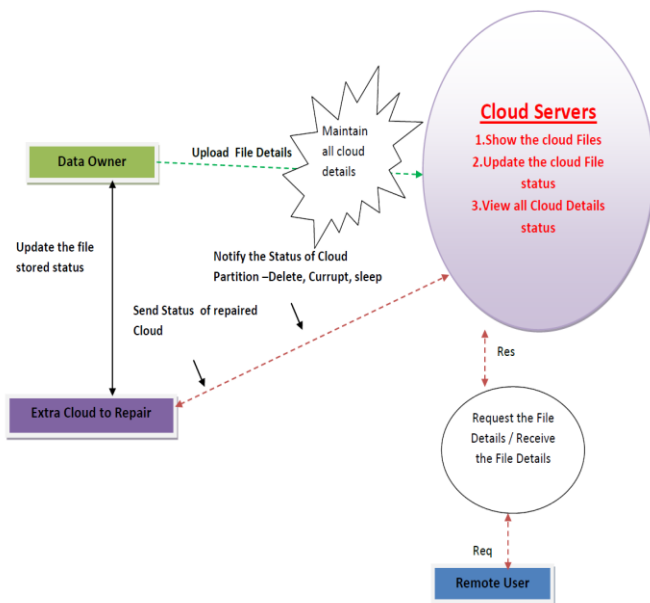 Cloud Servers
1.Show the cloud Files
2.Update the cloud File
status
3.View all Cloud Details
status
Maintain
all cloud
details
Upload File Details
Data Owner
Update the file
stored status
Notify the Status of Cloud
Partition –Delete, Currupt, sleep
Send Status of repaired
Cloud
Extra Cloud to Repair
Res
Request the File
Details / Receive
the File Details
Req
Remote User